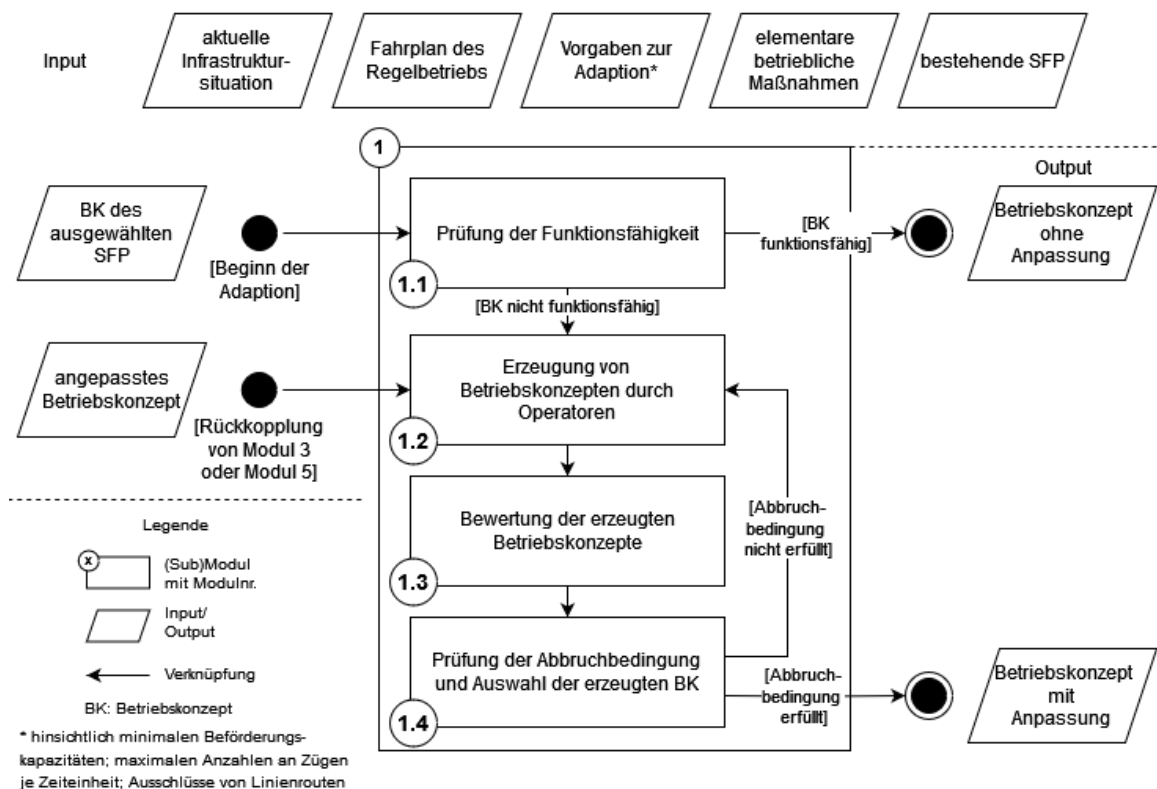 Input
aktuelle
Infrastruktur-
situation
Fahrplan des
Regelbetriebs
Vorgaben zur
Adaption*
elementare
betriebliche
Maßnahmen
bestehende SFP
1
Output
BK des
ausgewählten
SFP
[Beginn der
Adaption]
Prüfung der Funktionsfähigkeit
1.1
[BK
funktionsfähig]
Betriebskonzept
ohne
Anpassung
[BK nicht funktionsfähig]
angepasstes
Betriebskonzept
[Rückkopplung
von Modul 3
oder Modul 5]
Erzeugung von
Betriebskonzepten durch
Operatoren
1.2
Bewertung der erzeugten
Betriebskonzepte
1.3
[Abbruch-
bedingung
nicht erfüllt]
Prüfung der Abbruchbedingung
und Auswahl der erzeugten BK
1.4
[Abbruch-
bedingung
erfüllt]
Betriebskonzept
mit
Anpassung
Legende
x
(Sub)Modul
mit Modulnr.
Input/
Output
Verknüpfung
BK: Betriebskonzept
* hinsichtlich minimalen Beförderungs-
kapazitäten; maximalen Anzahlen an Zügen
je Zeiteinheit; Ausschlüsse von Linienrouten